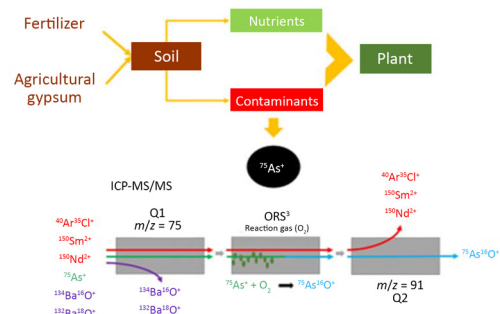 Fertilizer
Agricultural
gypsum
Soil
Nutrients
Contaminants
Plant
⁷⁵As⁺
ICP-MS/MS
Q1
m/z = 75
ORS³
Reaction gas (O₂)
⁴⁰Ar³⁵Cl⁺
¹⁵⁰Sm²⁺
¹⁵⁰Nd²⁺
⁷⁵As⁺
¹³⁴Ba¹⁶O⁺
¹³²Ba¹⁸O⁺
¹³⁴Ba¹⁶O⁺
¹³²Ba¹⁸O⁺
⁷⁵As⁺ + O₂ ➡ ⁷⁵As¹⁶O⁺
⁴⁰Ar³⁵Cl⁺
¹⁵⁰Sm²⁺
¹⁵⁰Nd²⁺
⁷⁵As¹⁶O⁺
m/z = 91
Q2